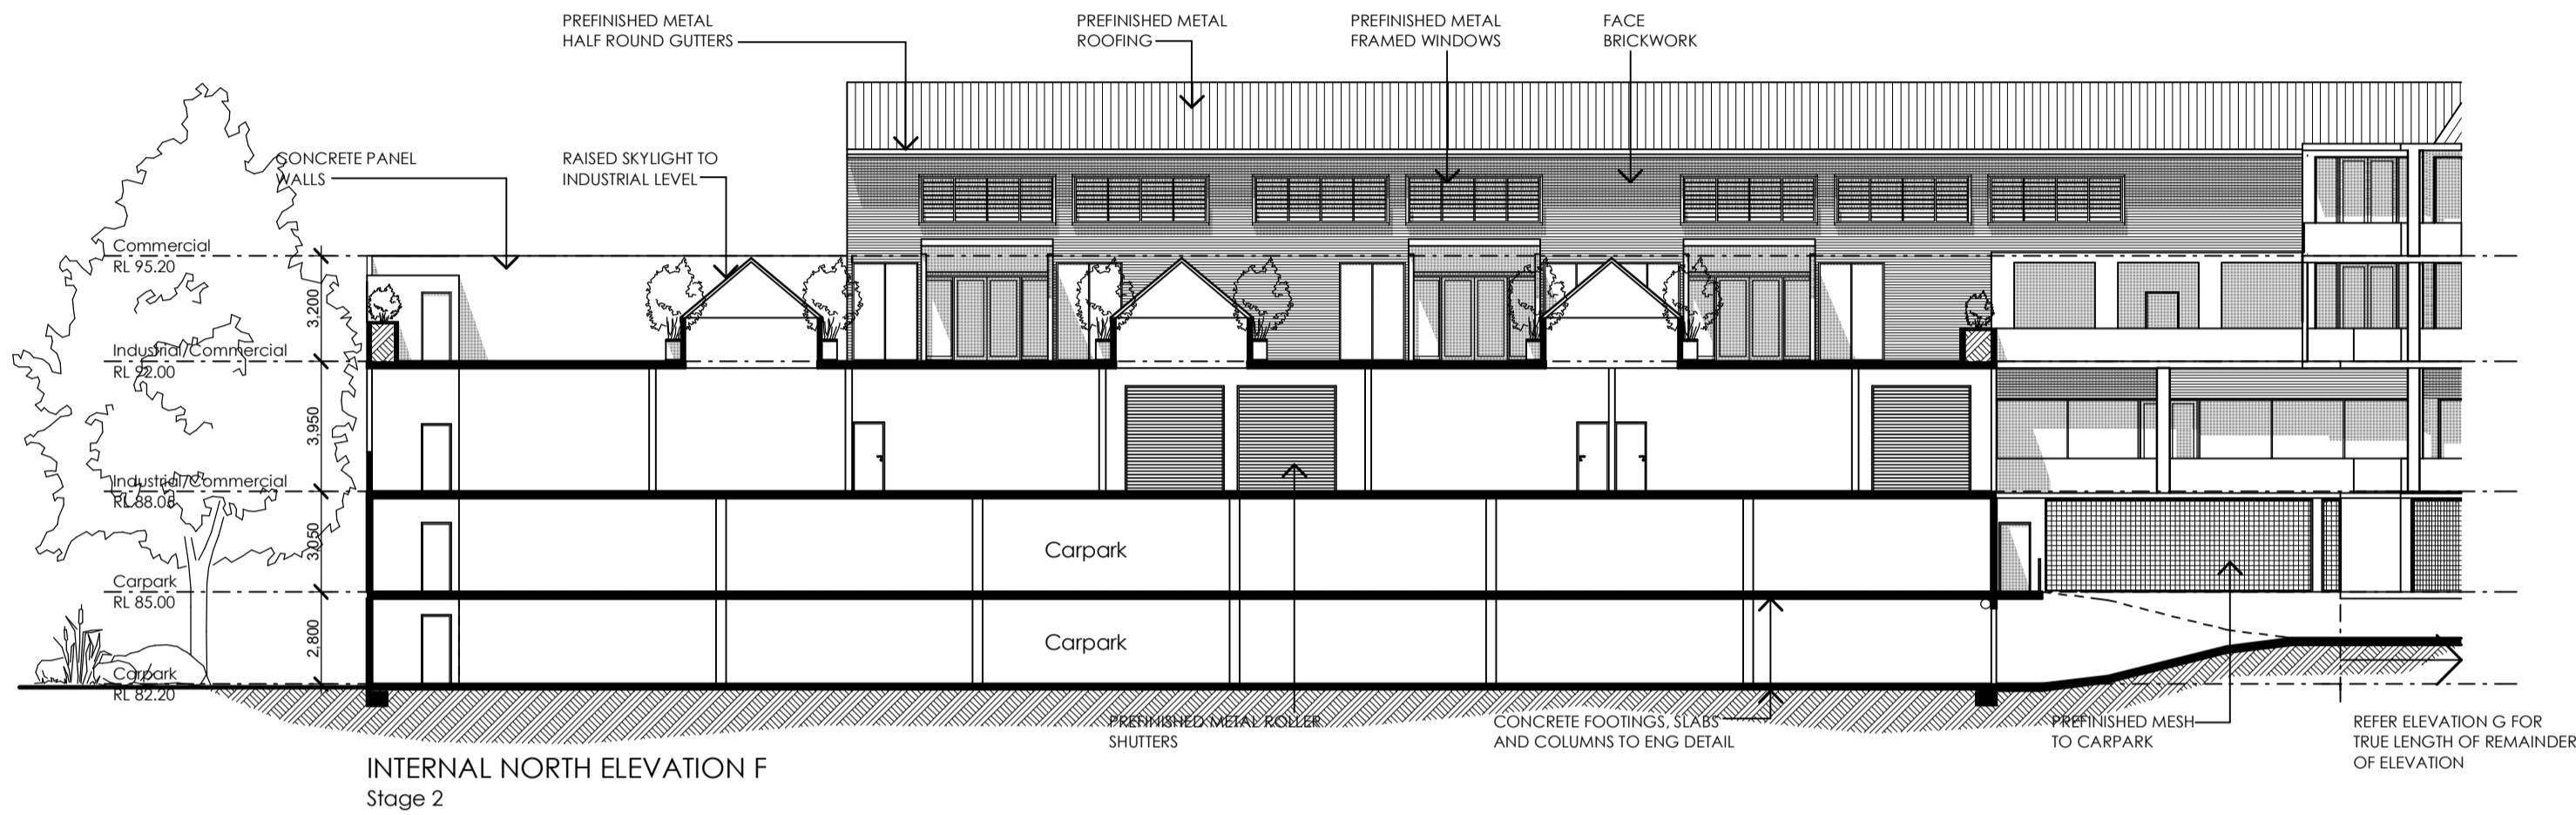 PREFINISHED METAL
HALF ROUND GUTTERS
PREFINISHED METAL
ROOFING
PREFINISHED METAL
FRAMED WINDOWS
FACE
BRICKWORK
CONCRETE PANEL
WALLS
RAISED SKYLIGHT TO
INDUSTRIAL LEVEL
Commercial
RL 95.20
3,200
Industrial/Commercial
RL 92.00
3,950
Industrial/Commercial
RL 88.05
3,050
Carpark
Carpark
RL 85.00
2,800
Carpark
Carpark
RL 82.20
PREFINISHED METAL ROLLER
SHUTTERS
CONCRETE FOOTINGS, SLABS
AND COLUMNS TO ENG DETAIL
PREFINISHED MESH
TO CARPARK
REFER ELEVATION G FOR
TRUE LENGTH OF REMAINDER
OF ELEVATION
INTERNAL NORTH ELEVATION F
Stage 2